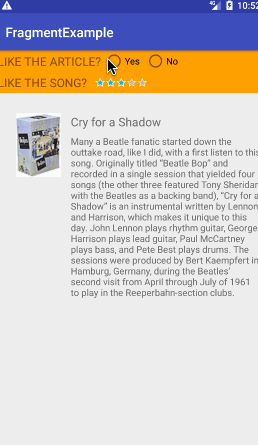 10:52
FragmentExample
LIKE THE ARTICLE? Yes No
LIKE THE SONG?
Cry for a Shadow
Many a Beatle fanatic started down the
outtake road, like I did, with a first listen to this
song. Originally titled “Beatle Bop” and
recorded in a single session that yielded four
songs (the other three featured Tony Sheridan
with the Beatles as a backing band), “Cry for a
Shadow” is an instrumental written by Lennon
and Harrison, which makes it unique to this
day. John Lennon plays rhythm guitar, George
Harrison plays lead guitar, Paul McCartney
plays bass, and Pete Best plays drums. The
sessions were produced by Bert Kaempfert in
Hamburg, Germany, during the Beatles’
second visit from April through July of 1961
to play in the Reeperbahn-section clubs.